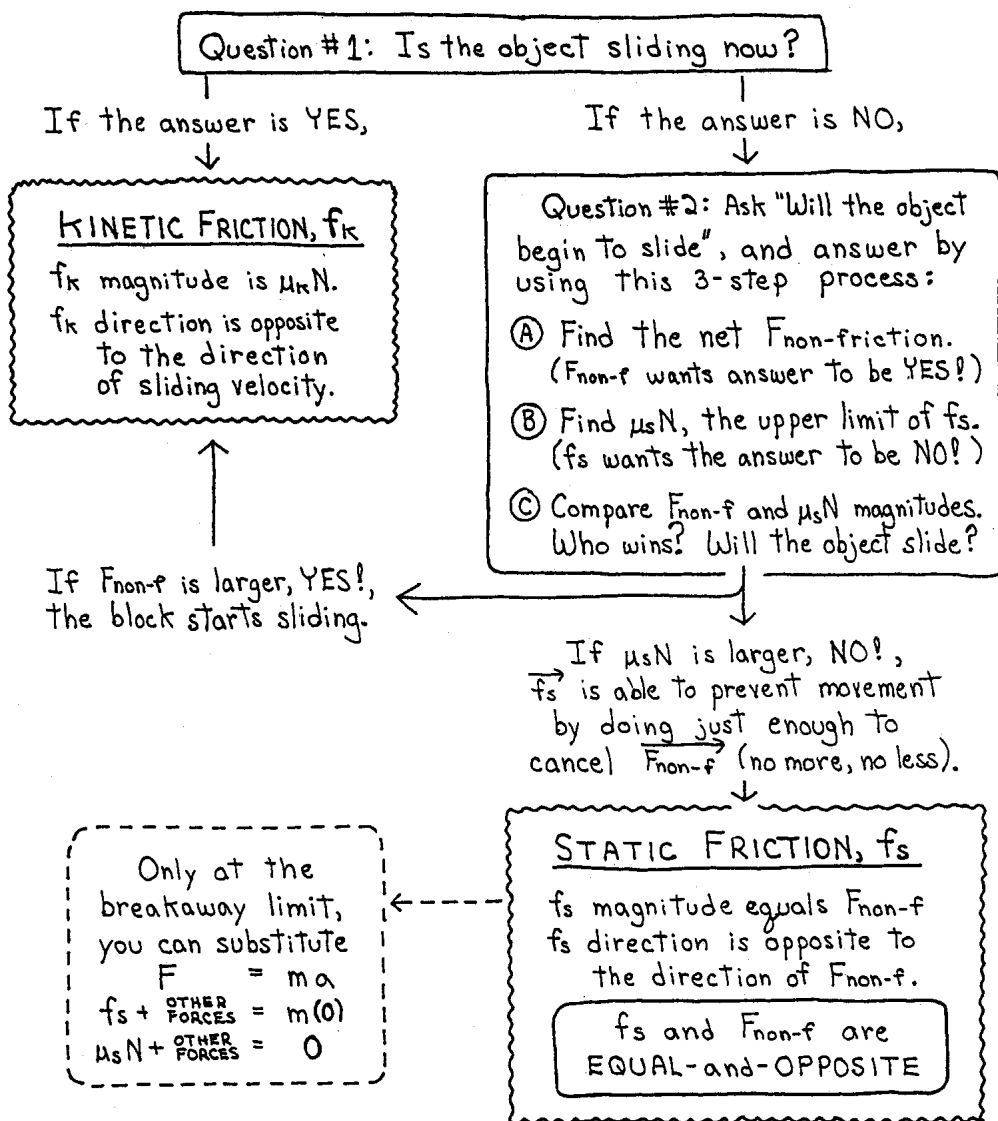 Question #1: Is the object sliding now?
If the answer is YES,
If the answer is NO,
KINETIC FRICTION, fk
fk magnitude is μkN.
fk direction is opposite
to the direction
of sliding velocity.
Question #2: Ask "Will the object
begin to slide", and answer by
using this 3-step process:
Ⓐ Find the net Fnon-friction.
(Fnon-f wants answer to be YES!)
Ⓑ Find μsN, the upper limit of fs.
(fs wants the answer to be NO!)
Ⓒ Compare Fnon-f and μsN magnitudes.
Who wins? Will the object slide?
If Fnon-f is larger, YES!,
the block starts sliding.
If μsN is larger, NO!,
fs is able to prevent movement
by doing just enough to
cancel Fnon-f (no more, no less).
STATIC FRICTION, fs
fs magnitude equals Fnon-f
fs direction is opposite to
the direction of Fnon-f.
fs and Fnon-f are
EQUAL-and-OPPOSITE
Only at the
breakaway limit,
you can substitute
F = ma
fs + OTHER FORCES = m(0)
μsN + OTHER FORCES = 0